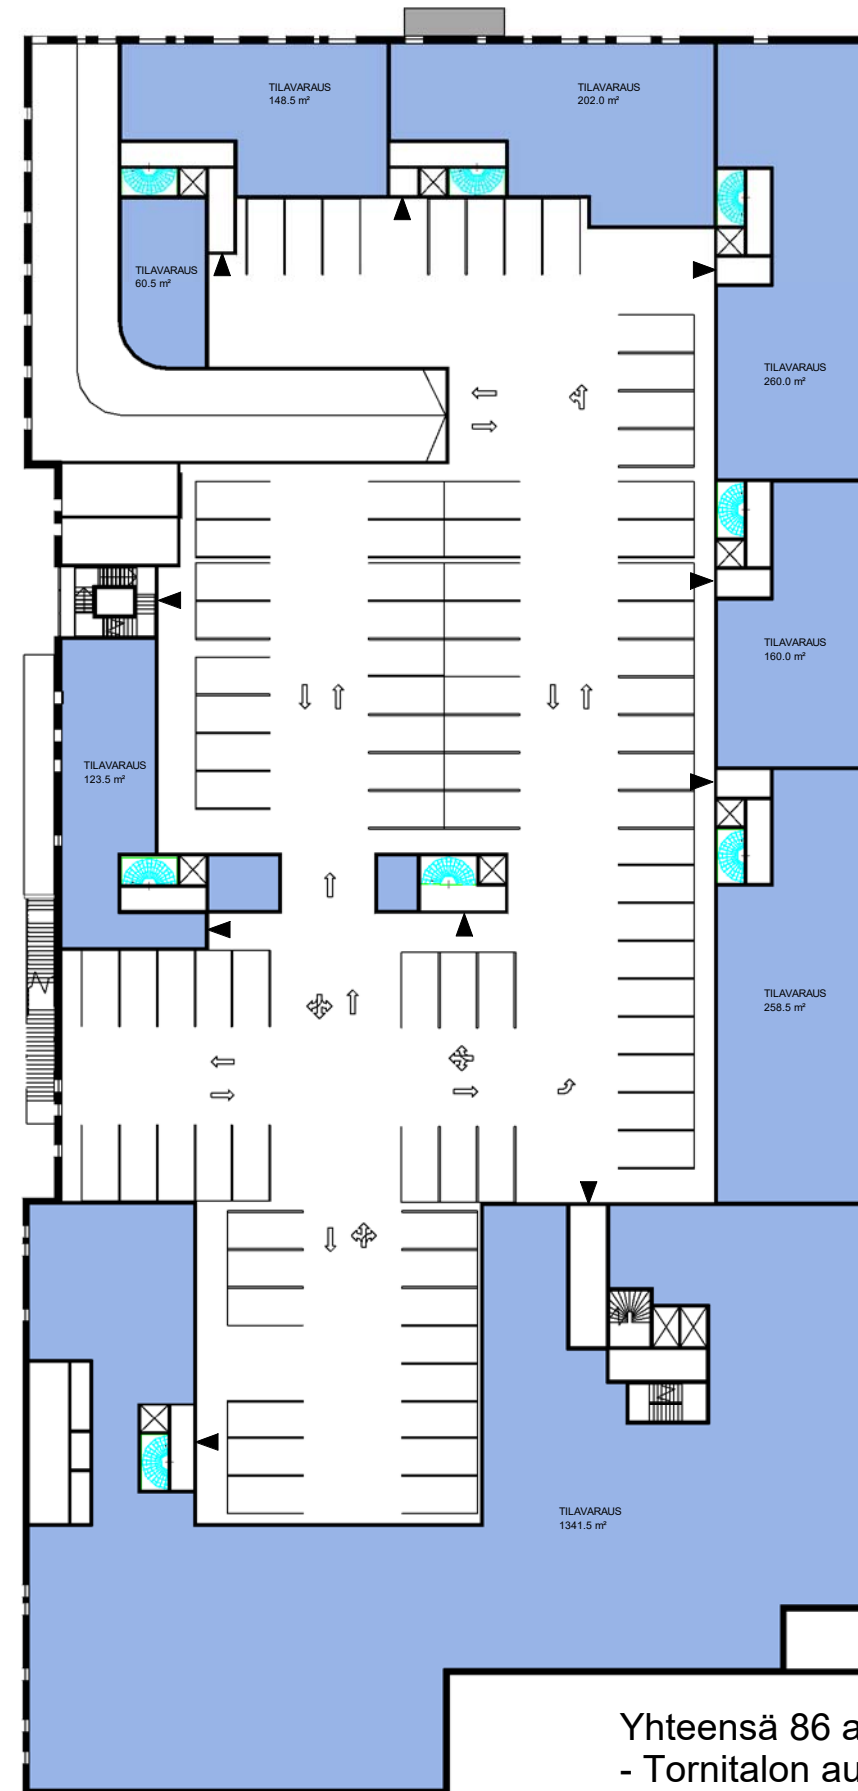 TILAVARAUS
148.5 m²
TILAVARAUS
202.0 m²
TILAVARAUS
60.5 m²
TILAVARAUS
260.0 m²
TILAVARAUS
160.0 m²
TILAVARAUS
123.5 m²
TILAVARAUS
258.5 m²
TILAVARAUS
1341.5 m²
Yhteensä 86 a
- Tornitalon au